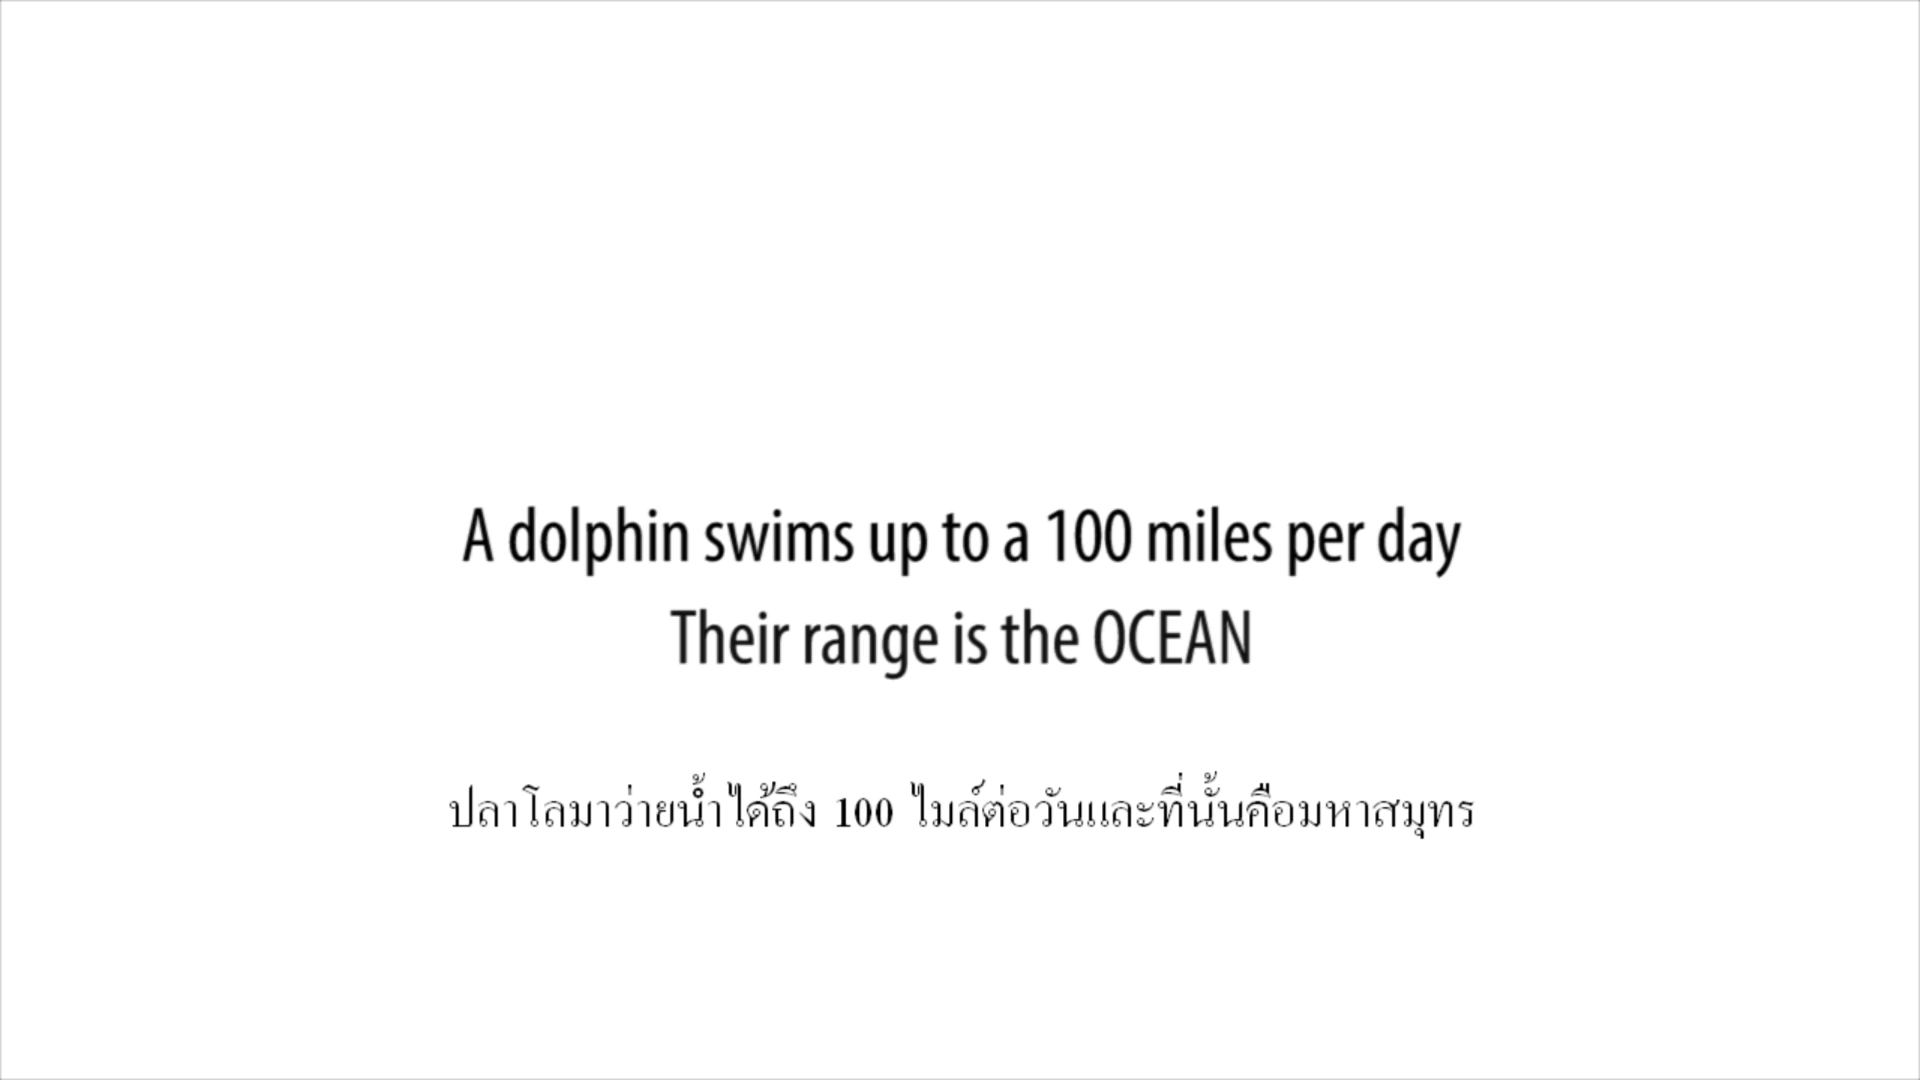 A dolphin swims up to a 100 miles per day
Their range is the OCEAN
ปลาโลมาว่ายน้ำได้ถึง 100 ไมล์ต่อวันและที่นั้นคือมหาสมุทร